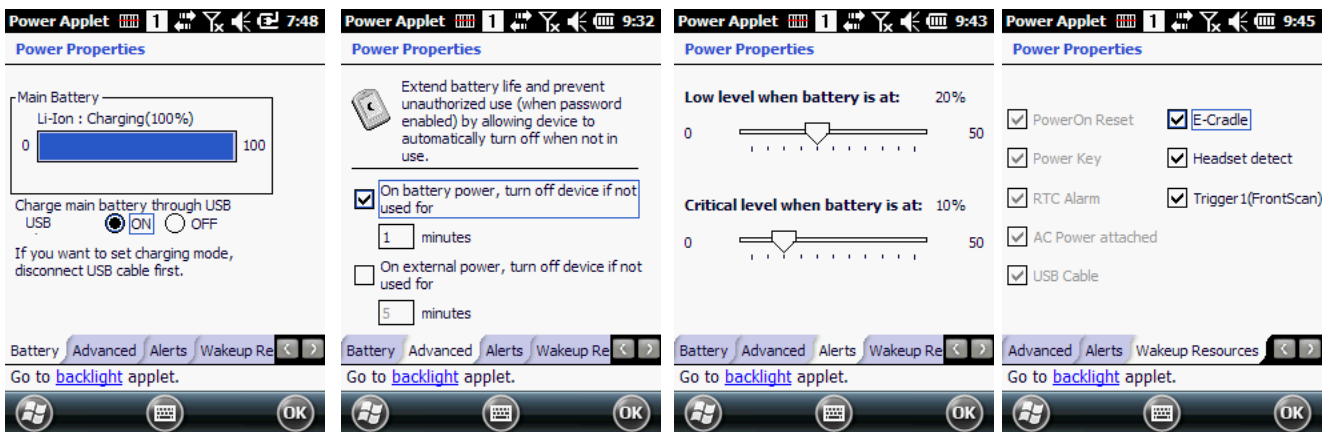 Power Applet 1 7:48
Power Properties
Main Battery
Li-Ion : Charging(100%)
0 100
Charge main battery through USB
USB ON OFF
If you want to set charging mode,
disconnect USB cable first.
Battery Advanced Alerts Wakeup Re
Go to backlight applet.
OK
Power Applet 1 9:32
Power Properties
Extend battery life and prevent
unauthorized use (when password
enabled) by allowing device to
automatically turn off when not in
use.
On battery power, turn off device if not
used for
1 minutes
On external power, turn off device if not
used for
5 minutes
Battery Advanced Alerts Wakeup Re
Go to backlight applet.
OK
Power Applet 1 9:43
Power Properties
Low level when battery is at: 20%
0 50
Critical level when battery is at: 10%
0 50
Battery Advanced Alerts Wakeup Re
Go to backlight applet.
OK
Power Applet 1 9:45
Power Properties
PowerOn Reset E-Cradle
Power Key Headset detect
RTC Alarm Trigger1(FrontScan)
AC Power attached
USB Cable
Advanced Alerts Wakeup Resources
Go to backlight applet.
OK